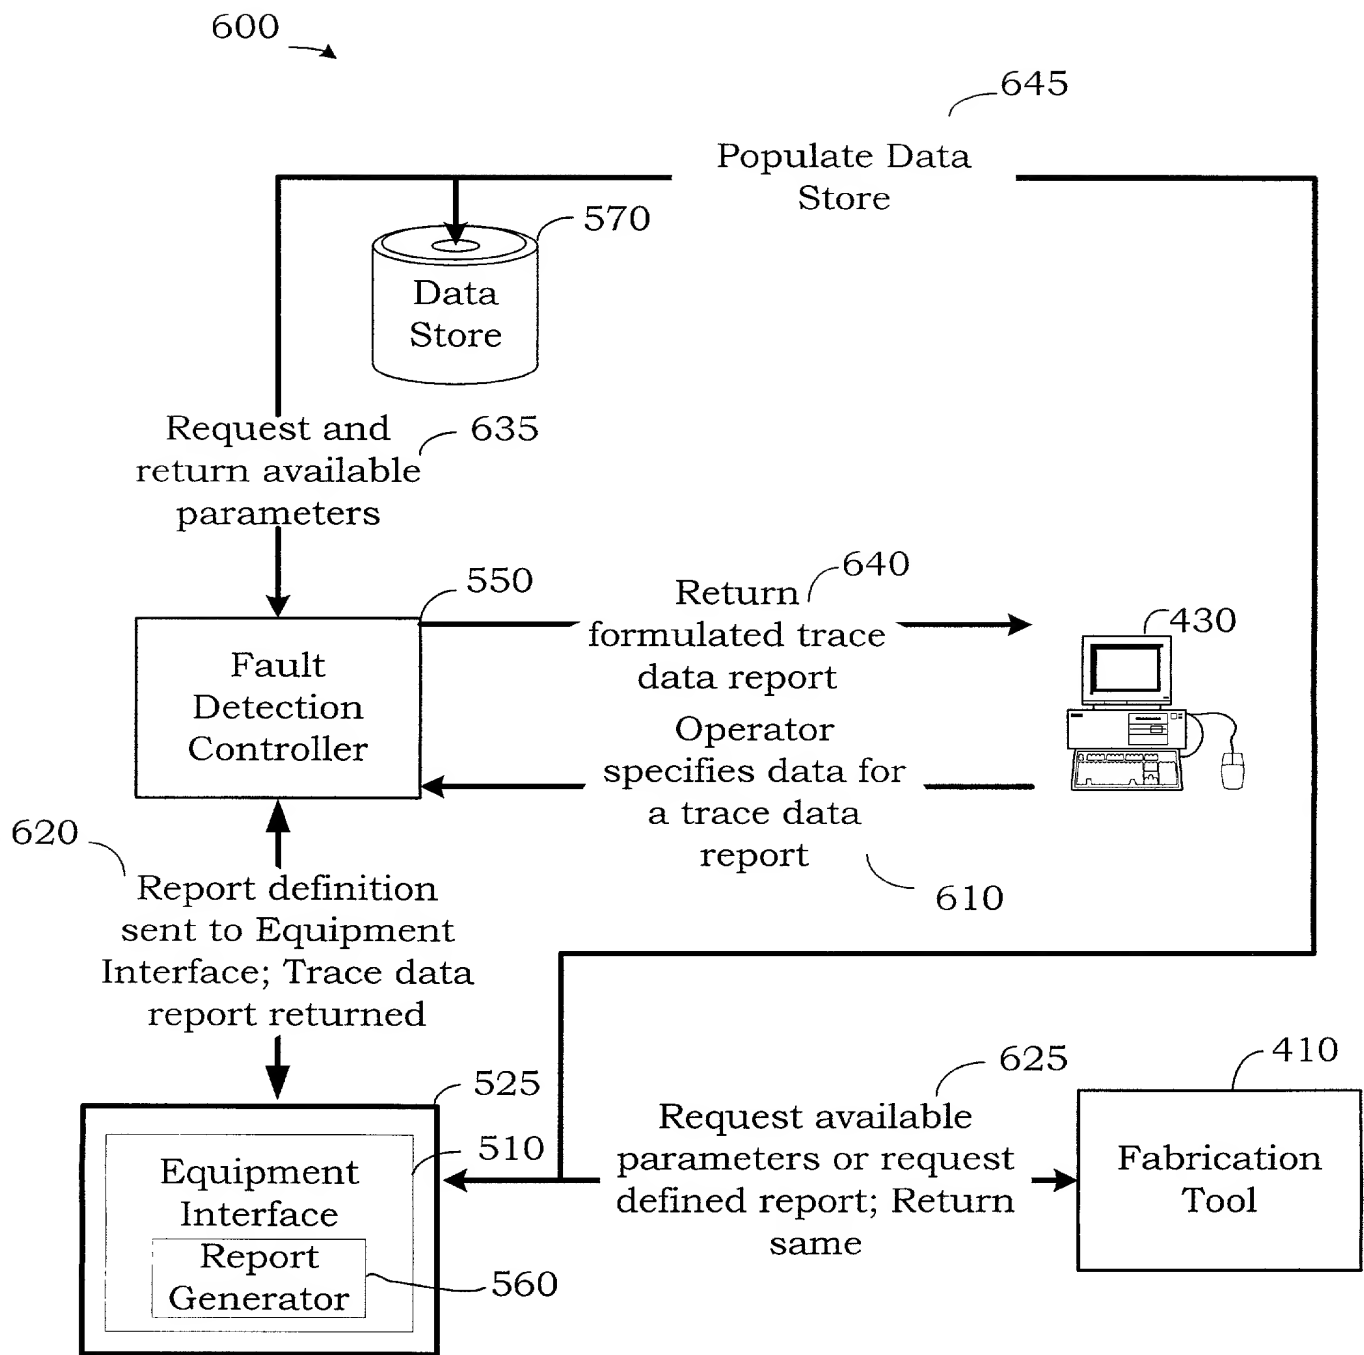 600
645
Populate Data
Store
570
Data
Store
Request and
return available
parameters
635
550
Return
formulated trace
data report
640
430
Fault
Detection
Controller
Operator
specifies data for
a trace data
report
610
620
Report definition
sent to Equipment
Interface; Trace data
report returned
525
510
Equipment
Interface
Report
Generator
560
625
Request available
parameters or request
defined report; Return
same
410
Fabrication
Tool